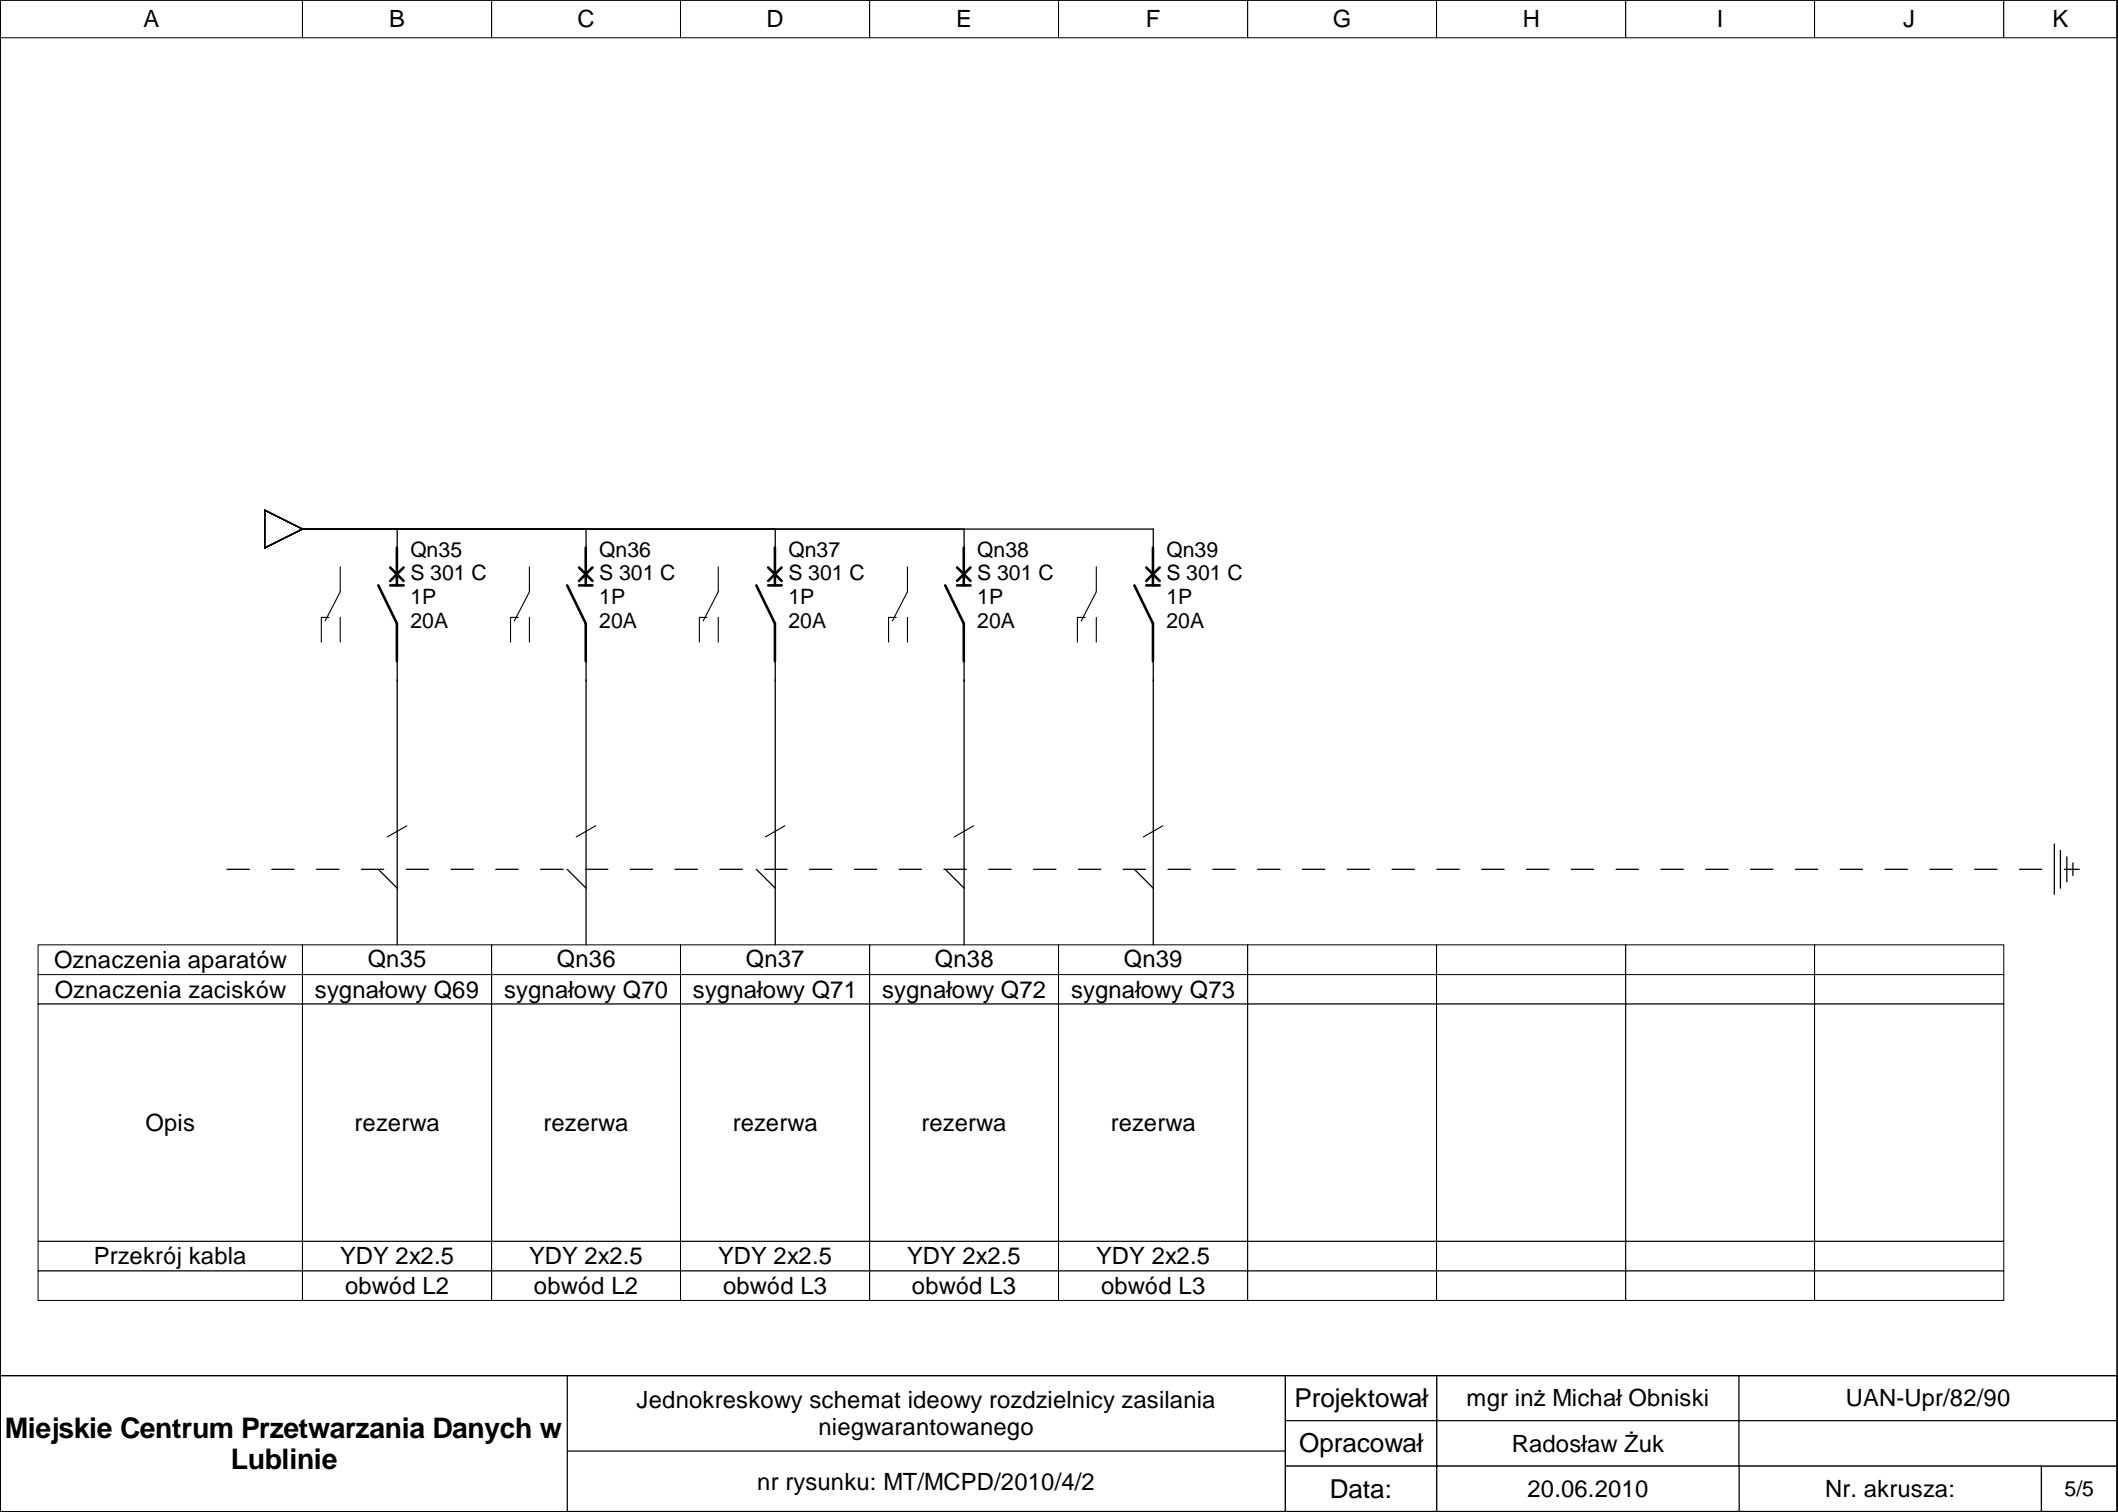 A B C D E F G H I J K
Qn35 Qn36 Qn37 Qn38 Qn39
S 301 C S 301 C S 301 C S 301 C S 301 C
1P 1P 1P 1P 1P
20A 20A 20A 20A 20A
Oznaczenia aparatów Qn35 Qn36 Qn37 Qn38 Qn39
Oznaczenia zacisków sygnałowy Q69 sygnałowy Q70 sygnałowy Q71 sygnałowy Q72 sygnałowy Q73
Opis rezerwa rezerwa rezerwa rezerwa rezerwa
Przekrój kabla YDY 2x2.5 YDY 2x2.5 YDY 2x2.5 YDY 2x2.5 YDY 2x2.5
obwód L2 obwód L2 obwód L3 obwód L3 obwód L3
Miejskie Centrum Przetwarzania Danych w
Lublinie
Jednokreskowy schemat ideowy rozdzielnicy zasilania
niegwarantowanego
nr rysunku: MT/MCPD/2010/4/2
Projektował mgr inż Michał Obniski UAN-Upr/82/90
Opracował Radosław Żuk
Data: 20.06.2010 Nr. akrusza: 5/5